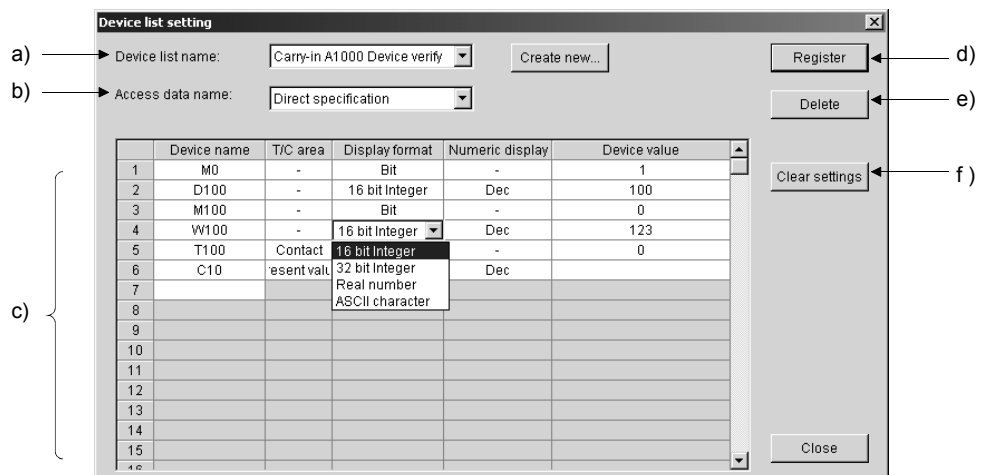 Device list setting
a) Device list name: Carry-in A1000 Device verify Create new... Register d)
b) Access data name: Direct specification Delete e)
Device name T/C area Display format Numeric display Device value
Clear settings f )
1 M0 - Bit - 1
2 D100 - 16 bit Integer Dec 100
3 M100 - Bit - 0
4 W100 - 16 bit Integer Dec 123
5 T100 Contact 16 bit Integer - 0
6 C10 resent valu 32 bit Integer Dec
Real number
ASCII character
7
8
c)
9
10
11
12
13
14
15
Close